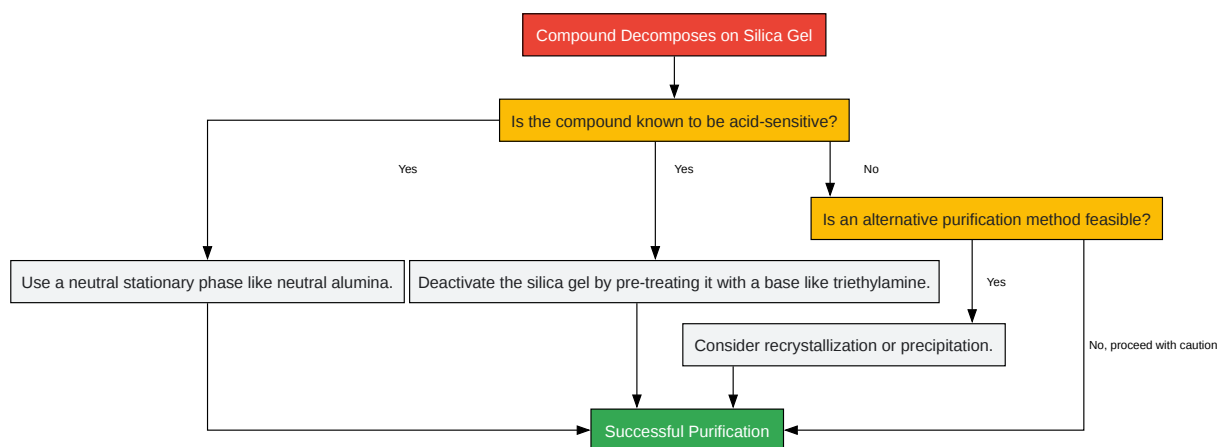 Compound Decomposes on Silica Gel
Is the compound known to be acid-sensitive?
Yes
Yes
No
Is an alternative purification method feasible?
Use a neutral stationary phase like neutral alumina.
Deactivate the silica gel by pre-treating it with a base like triethylamine.
Yes
Consider recrystallization or precipitation.
No, proceed with caution
Successful Purification